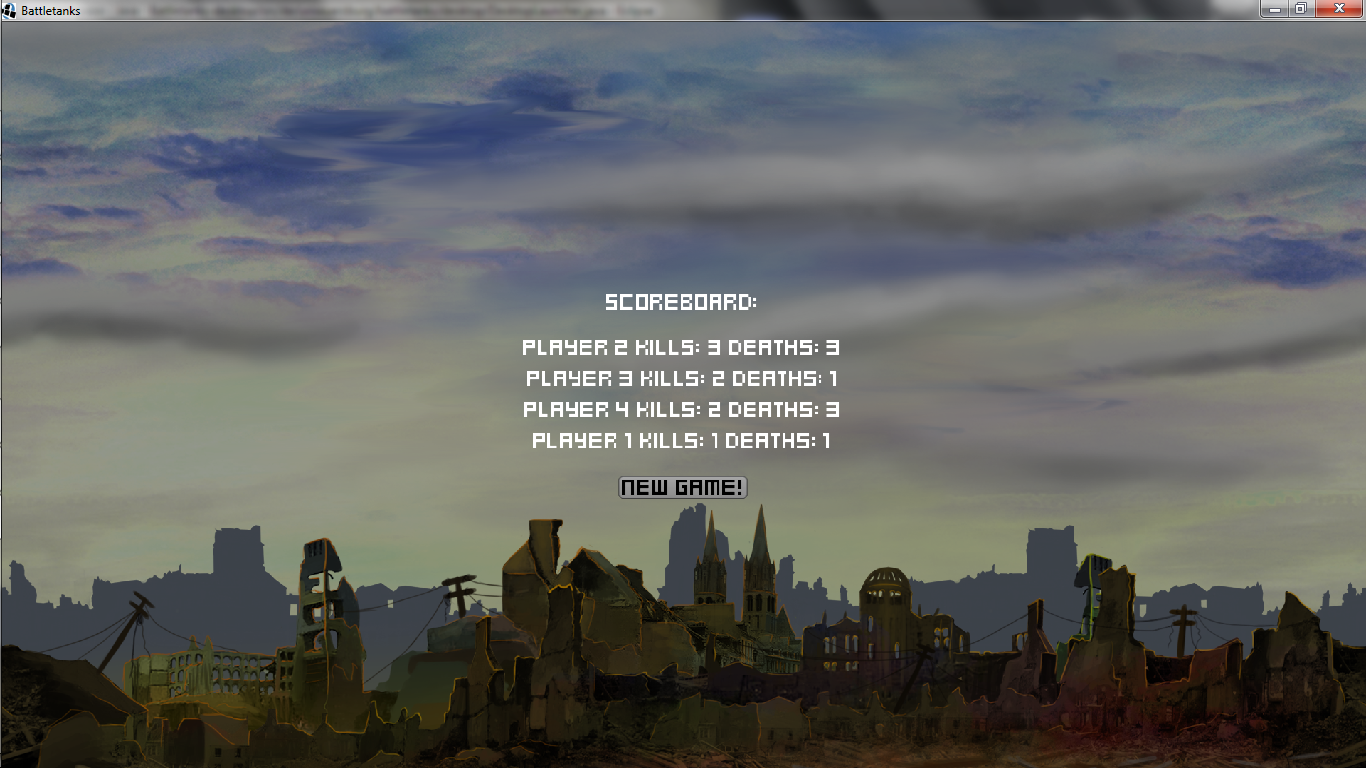 Battletanks
SCOREBOARD:
PLAYER 2 KILLS: 3 DEATHS: 3
PLAYER 3 KILLS: 2 DEATHS: 1
PLAYER 4 KILLS: 2 DEATHS: 3
PLAYER 1 KILLS: 1 DEATHS: 1
NEW GAME!